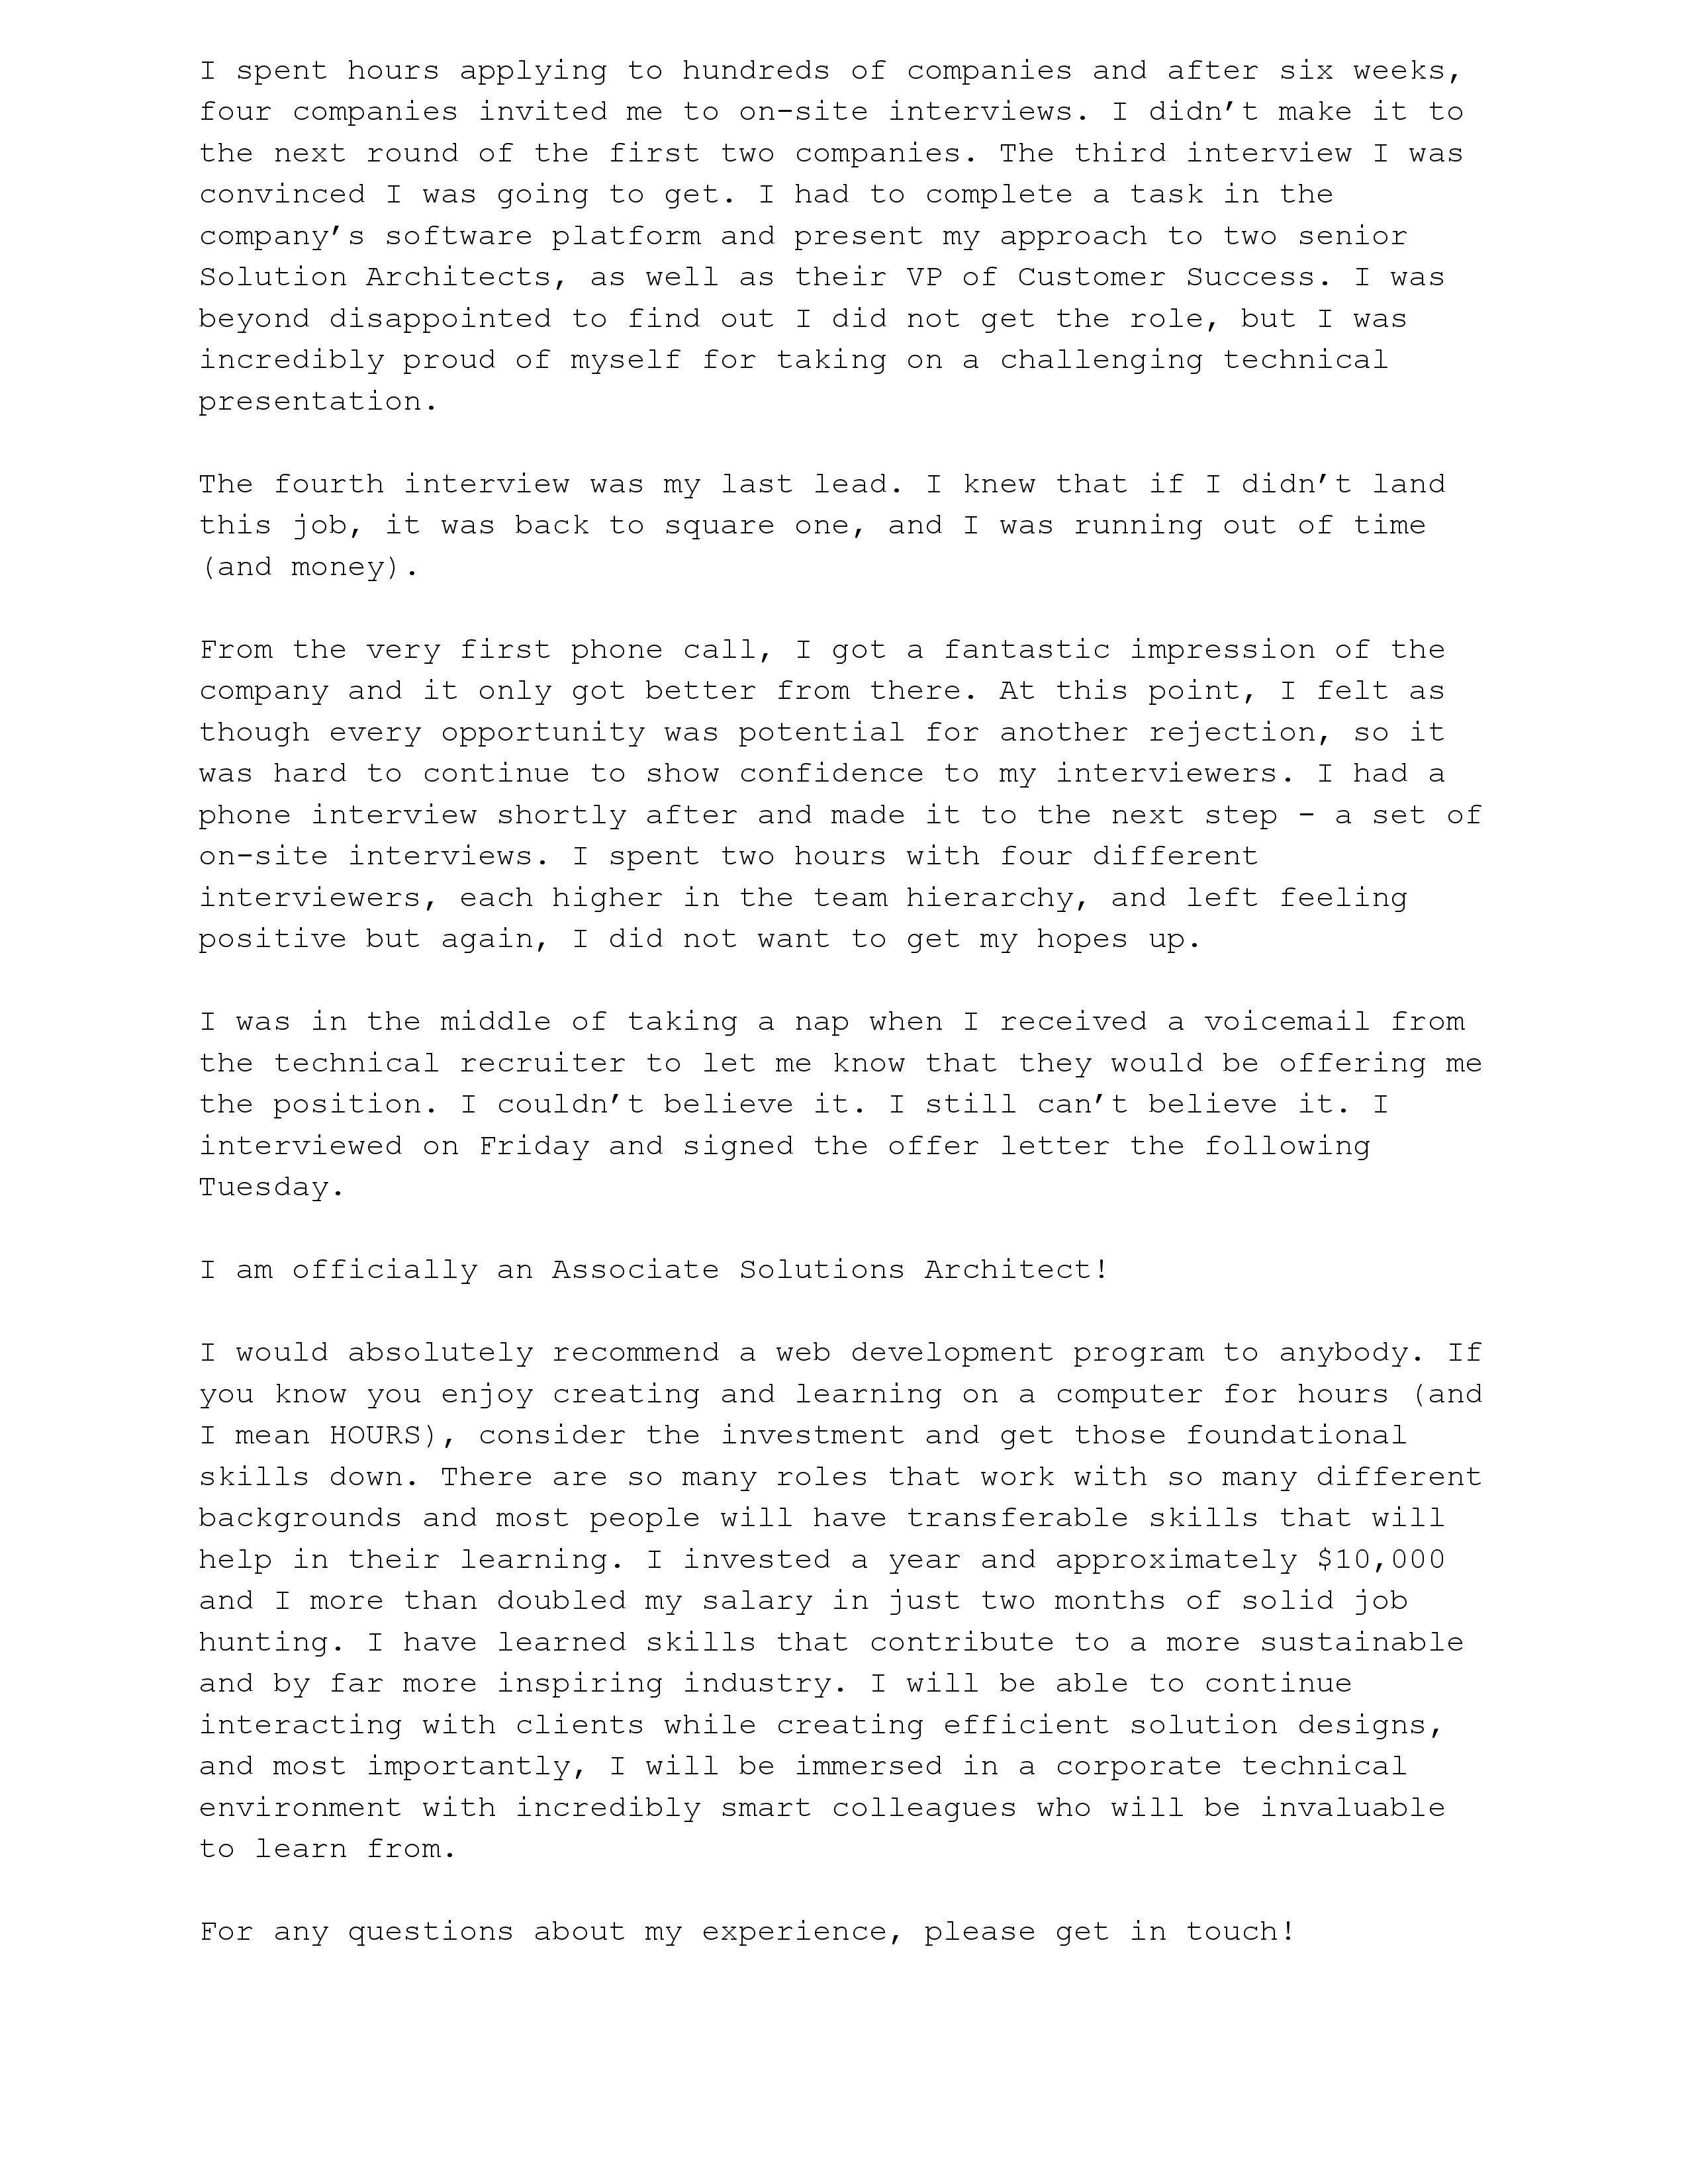 I spent hours applying to hundreds of companies and after six weeks,
four companies invited me to on-site interviews. I didn’t make it to
the next round of the first two companies. The third interview I was
convinced I was going to get. I had to complete a task in the
company’s software platform and present my approach to two senior
Solution Architects, as well as their VP of Customer Success. I was
beyond disappointed to find out I did not get the role, but I was
incredibly proud of myself for taking on a challenging technical
presentation.

The fourth interview was my last lead. I knew that if I didn’t land
this job, it was back to square one, and I was running out of time
(and money).

From the very first phone call, I got a fantastic impression of the
company and it only got better from there. At this point, I felt as
though every opportunity was potential for another rejection, so it
was hard to continue to show confidence to my interviewers. I had a
phone interview shortly after and made it to the next step - a set of
on-site interviews. I spent two hours with four different
interviewers, each higher in the team hierarchy, and left feeling
positive but again, I did not want to get my hopes up.

I was in the middle of taking a nap when I received a voicemail from
the technical recruiter to let me know that they would be offering me
the position. I couldn’t believe it. I still can’t believe it. I
interviewed on Friday and signed the offer letter the following
Tuesday.

I am officially an Associate Solutions Architect!

I would absolutely recommend a web development program to anybody. If
you know you enjoy creating and learning on a computer for hours (and
I mean HOURS), consider the investment and get those foundational
skills down. There are so many roles that work with so many different
backgrounds and most people will have transferable skills that will
help in their learning. I invested a year and approximately $10,000
and I more than doubled my salary in just two months of solid job
hunting. I have learned skills that contribute to a more sustainable
and by far more inspiring industry. I will be able to continue
interacting with clients while creating efficient solution designs,
and most importantly, I will be immersed in a corporate technical
environment with incredibly smart colleagues who will be invaluable
to learn from.

For any questions about my experience, please get in touch!